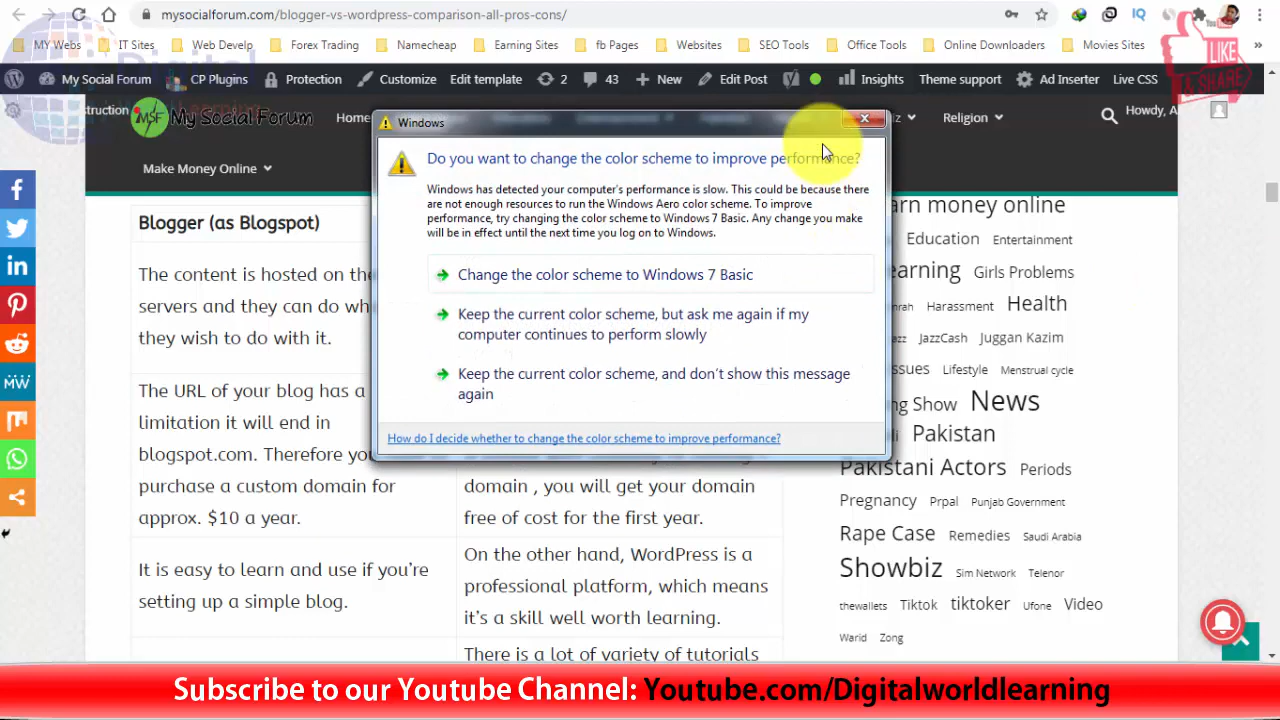 mysocialforum.com/blogger-vs-wordpress-comparison-all-pros-cons/
MY Webs IT Sites Web Develp Forex Trading Namecheap Earning Sites fb Pages Websites SEO Tools Office Tools Online Downloaders Movies Sites »
LIKE
& SHARE
My Social Forum CP Plugins Protection Customize Edit template 2 43 New Edit Post Insights Theme support Ad Inserter Live CSS
Digital
Learning
struction MSF My Social Forum Home z Religion Howdy, A
Make Money Online
Windows
Do you want to change the color scheme to improve performance?
Windows has detected your computer's performance is slow. This could be because there
are not enough resources to run the Windows Aero color scheme. To improve
performance, try changing the color scheme to Windows 7 Basic. Any change you make
will be in effect until the next time you log on to Windows.
Change the color scheme to Windows 7 Basic
Keep the current color scheme, but ask me again if my
computer continues to perform slowly
Keep the current color scheme, and don't show this message
again
How do I decide whether to change the color scheme to improve performance?
Blogger (as Blogspot)
The content is hosted on the
servers and they can do wh
they wish to do with it.
The URL of your blog has a
limitation it will end in
blogspot.com. Therefore yo
purchase a custom domain for
approx. $10 a year.
domain , you will get your domain
free of cost for the first year.
It is easy to learn and use if you're
setting up a simple blog.
On the other hand, WordPress is a
professional platform, which means
it's a skill well worth learning.
There is a lot of variety of tutorials
arn money online
Education Entertainment
earning Girls Problems
Harassment Health
JazzCash Juggan Kazim
ssues Lifestyle Menstrual cycle
ng Show News
Pakistan
Pakistani Actors Periods
Pregnancy Prpal Punjab Government
Rape Case Remedies Saudi Arabia
Showbiz Sim Network Telenor
thewallets Tiktok tiktoker Ufone Video
Warid Zong
Subscribe to our Youtube Channel: Youtube.com/Digitalworldlearning